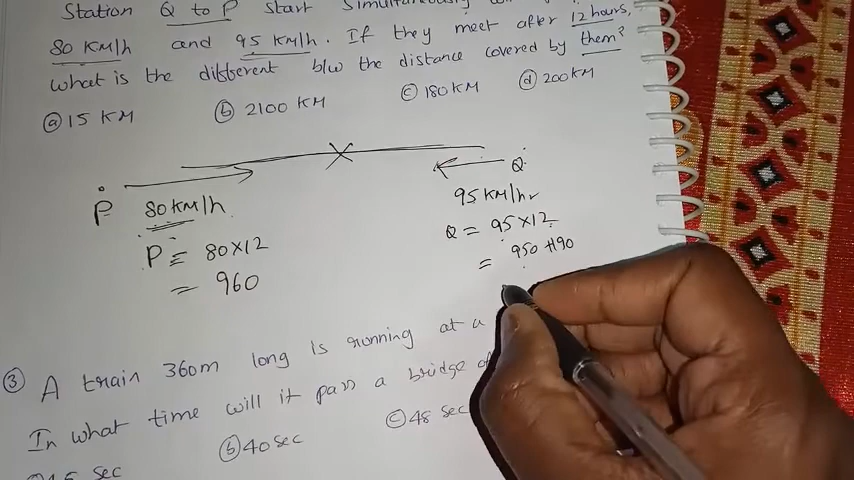 Station Q to P start Simultaneously
80 KM/h and 95 KM/h. If they meet after 12 hours,
what is the different b/w the distance covered by them?
(a) 15 KM (b) 2100 KM (c) 180 KM (d) 200 KM
P Q
80 KM/h 95 KM/hr
P = 80 × 12 Q = 95 × 12
= 960 = 950 + 190
(3) A train 360m long is running at a
In what time will it pass a bridge of
sec (b) 40 sec (c) 48 sec